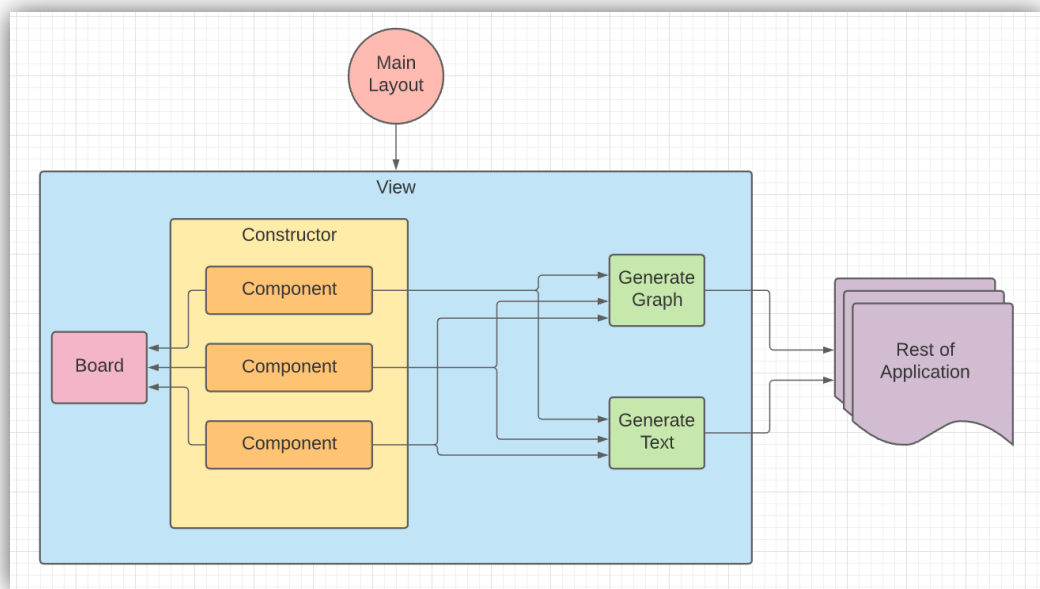 Main
Layout
View
Constructor
Component
Generate
Graph
Board
Component
Rest of
Application
Component
Generate
Text